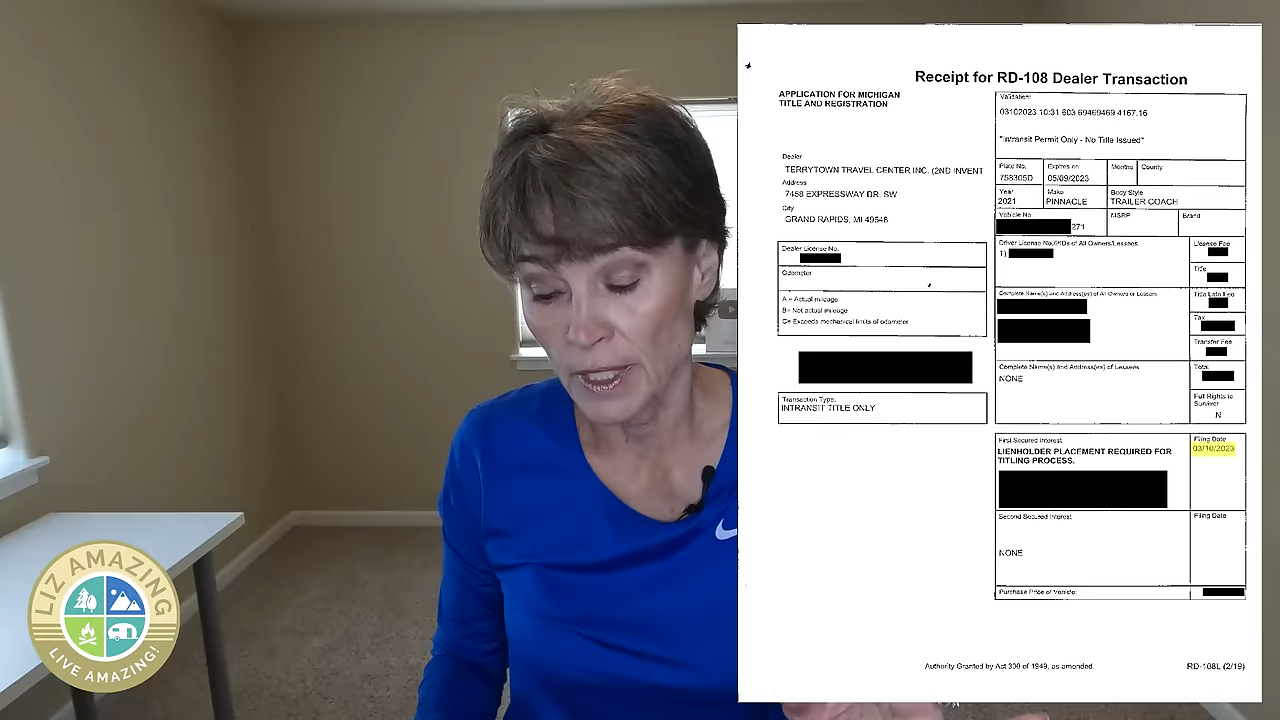 Receipt for RD-108 Dealer Transaction
APPLICATION FOR MICHIGAN
TITLE AND REGISTRATION
Validation:
03102023 10:31 603 69469469 4167.16
*Intransit Permit Only - No Title Issued*
Dealer
TERRYTOWN TRAVEL CENTER INC. (2ND INVENT
Address
7458 EXPRESSWAY DR. SW
City
GRAND RAPIDS, MI 49548
Plate No.
758305D
Expires on
05/09/2023
Months
County
Year
2021
Make
PINNACLE
Body Style
TRAILER COACH
Vehicle No.
271
MSRP
Brand
Dealer License No.
Odometer
A = Actual mileage
B= Not actual mileage
C= Exceeds mechanical limits of odometer
Driver License No./PIDs of All Owners/Lessees
1)
License Fee
Title
Complete Name(s) and Address(es) of All Owners or Lessees
Title Late Fee
Tax
Transfer Fee
Complete Name(s) and Address(es) of Lessees
NONE
Total
Full Rights to
Survivor
N
Transaction Type:
INTRANSIT TITLE ONLY
First Secured Interest
LIENHOLDER PLACEMENT REQUIRED FOR
TITLING PROCESS.
Filing Date
03/10/2023
Second Secured Interest
NONE
Filing Date
Purchase Price of Vehicle:
Authority Granted by Act 300 of 1949, as amended.
RD-108L (2/19)
LIZ AMAZING
LIVE AMAZING!